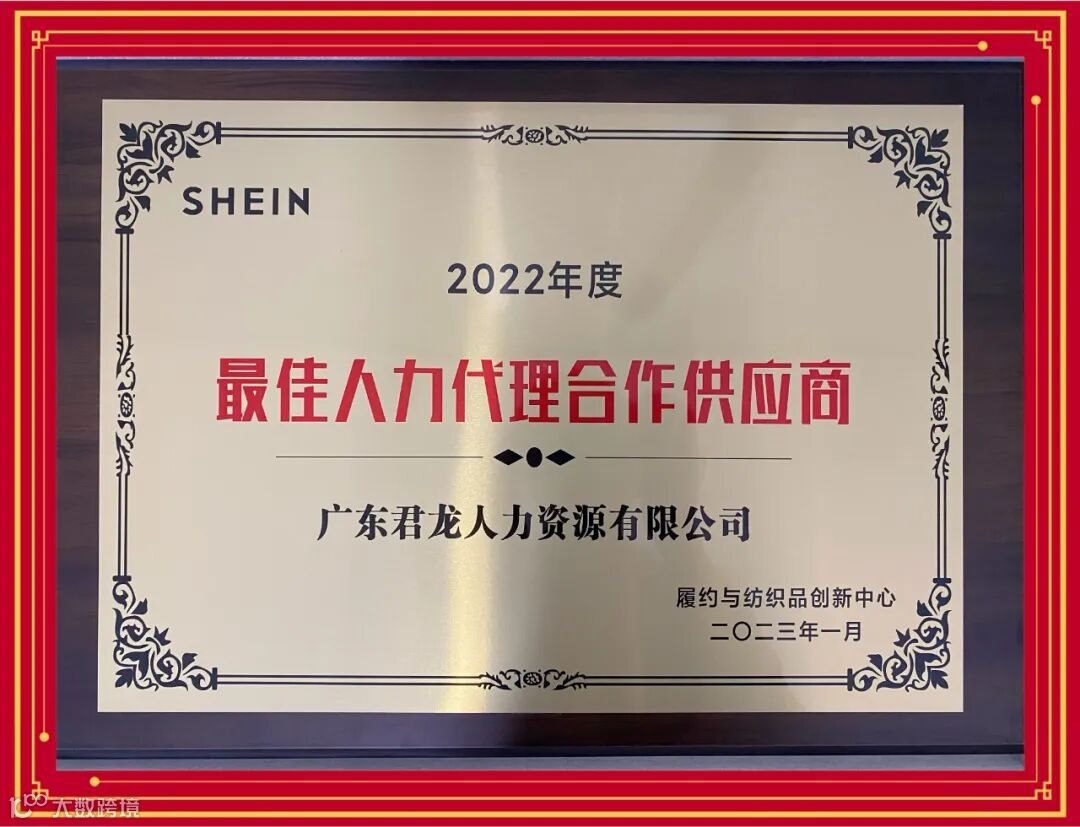 SHEIN
2022年度
最佳人力代理合作供应商
广东君龙人力资源有限公司
履约与纺织品创新中心
二〇二三年一月
大数跨境